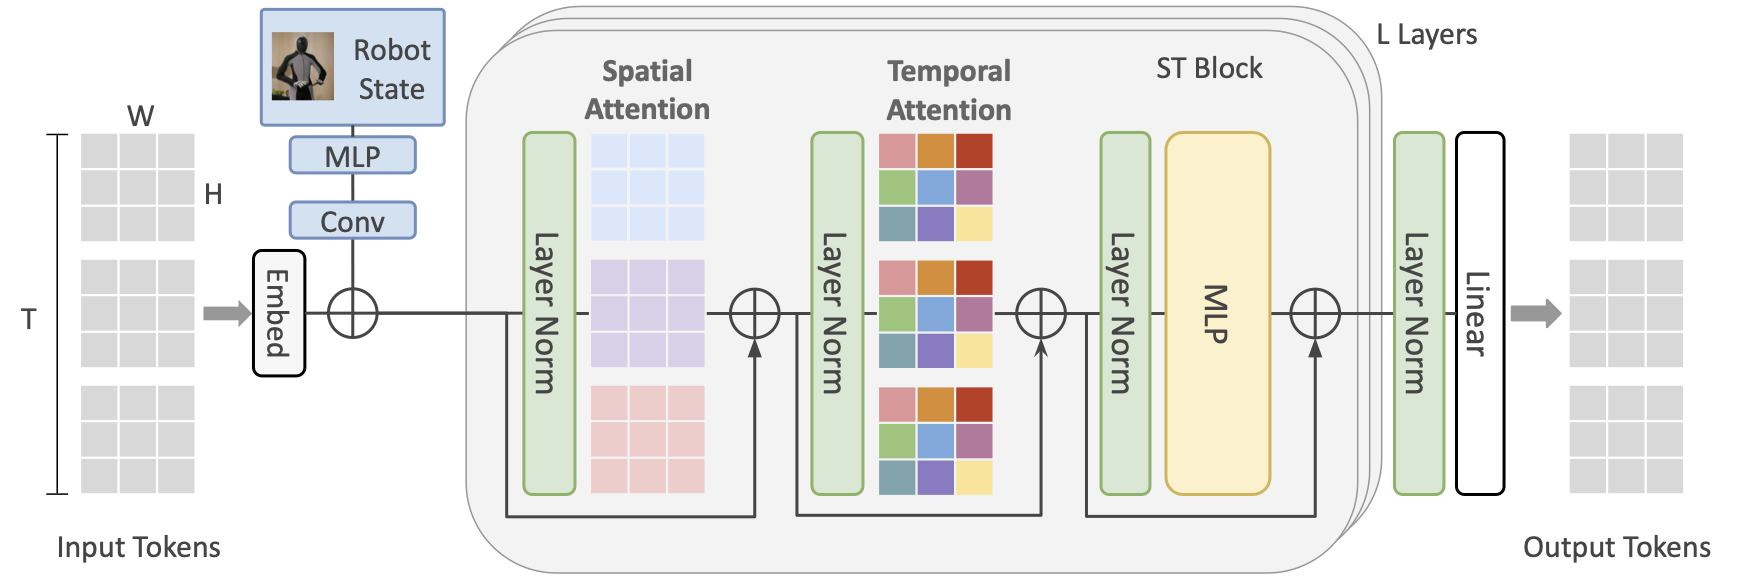 Robot
State
MLP
Conv
W
H
T
Embed
Input Tokens
Spatial
Attention
Temporal
Attention
ST Block
L Layers
Layer Norm
Layer Norm
Layer Norm
MLP
Layer Norm
Linear
Output Tokens